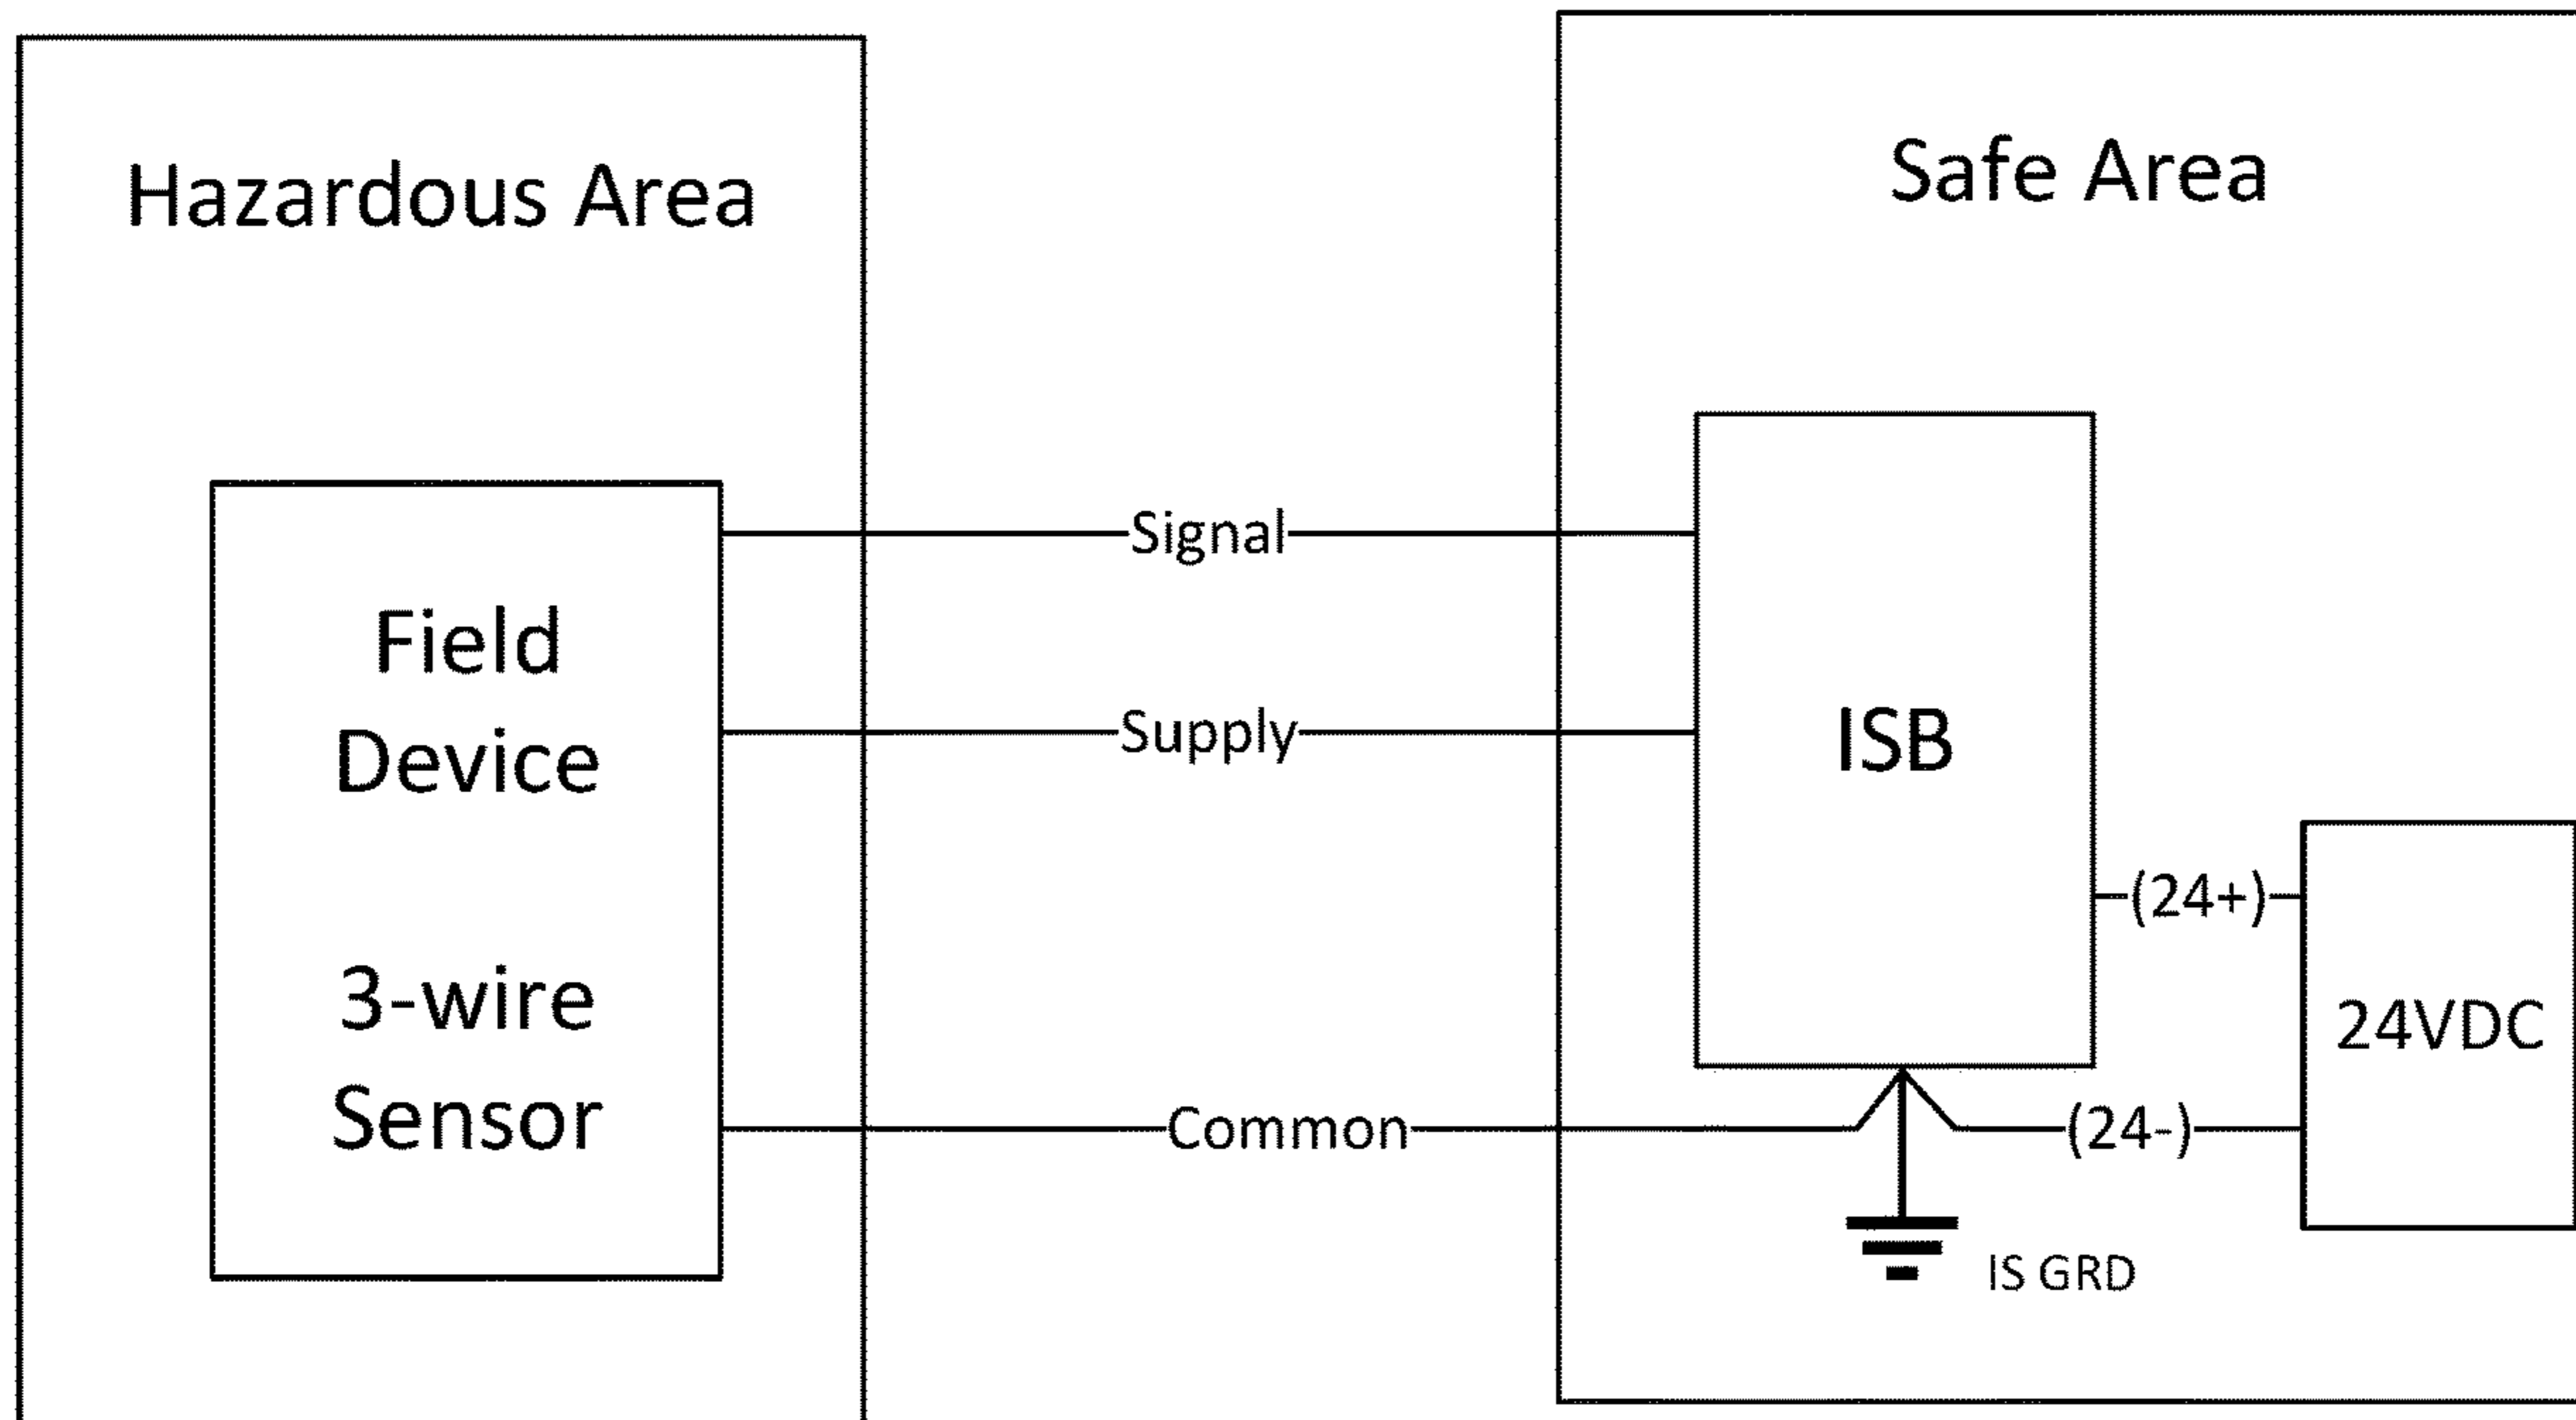 Hazardous Area
Safe Area
Field
Device
3-wire
Sensor
Signal
Supply
Common
ISB
(24+)
24VDC
(24-)
IS GRD